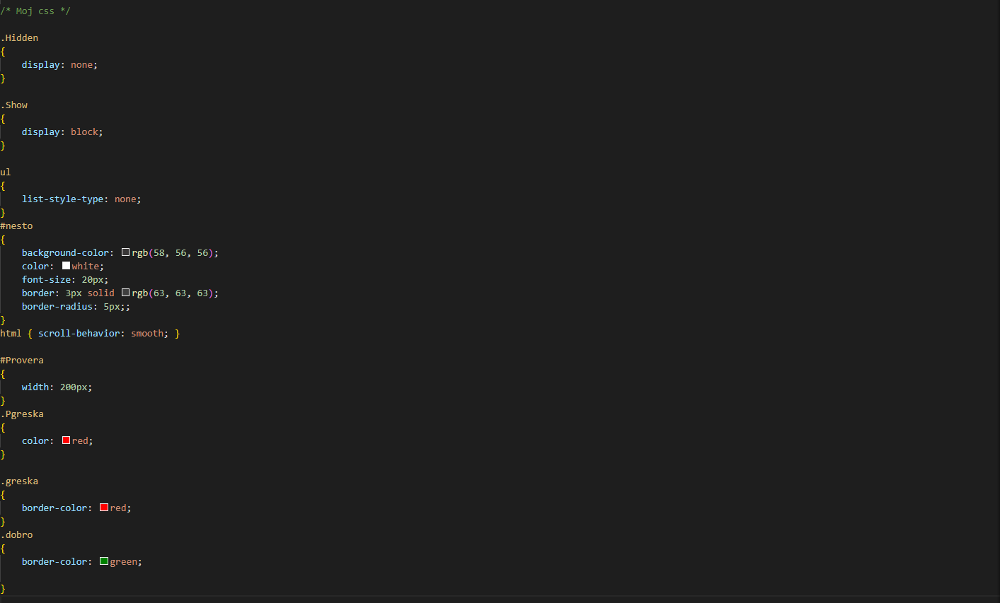 /* Moj css */
.Hidden
{
display: none;
}
.Show
{
display: block;
}
ul
{
list-style-type: none;
}
#nesto
{
background-color: rgb(58, 56, 56);
color: white;
font-size: 20px;
border: 3px solid rgb(63, 63, 63);
border-radius: 5px;;
}
html { scroll-behavior: smooth; }
#Provera
{
width: 200px;
}
.Pgreska
{
color: red;
}
.greska
{
border-color: red;
}
.dobro
{
border-color: green;
}